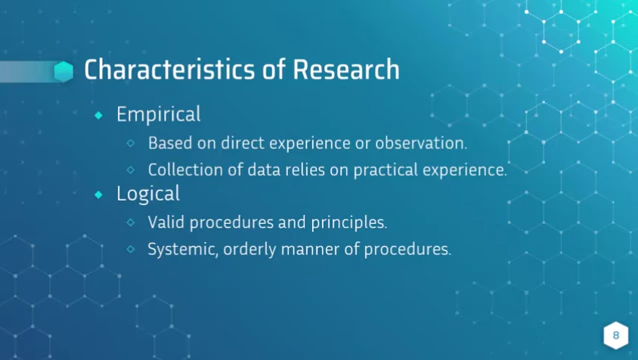 Characteristics of Research
Empirical
Based on direct experience or observation.
Collection of data relies on practical experience.
Logical
Valid procedures and principles.
Systemic, orderly manner of procedures.
8